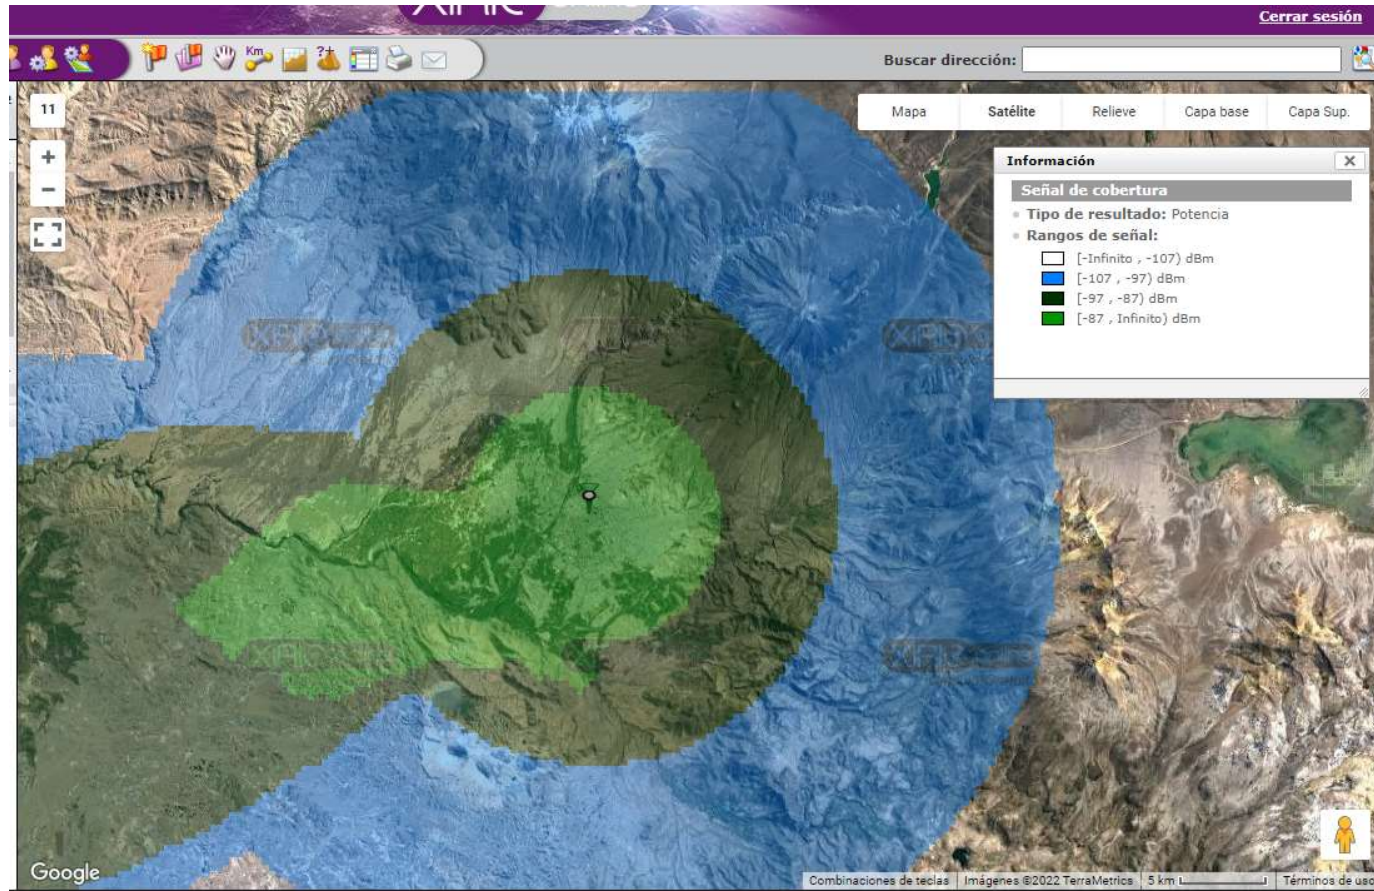 Cerrar sesión
Km
Buscar dirección:
11
+
−
Mapa
Satélite
Relieve
Capa base
Capa Sup.
Información
Señal de cobertura
Tipo de resultado: Potencia
Rangos de señal:
[-Infinito , -107) dBm
[-107 , -97) dBm
[-97 , -87) dBm
[-87 , Infinito) dBm
Google
Combinaciones de teclas
Imágenes ©2022 TerraMetrics
5 km
Términos de uso